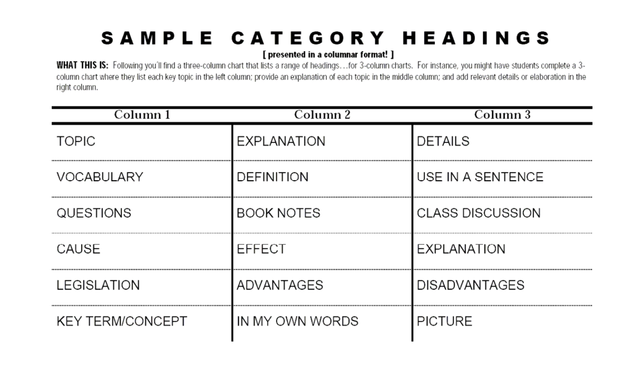 SAMPLE CATEGORY HEADINGS
[ presented in a columnar format! ]
WHAT THIS IS: Following you'll find a three-column chart that lists a range of headings…for 3-column charts. For instance, you might have students complete a 3-
column chart where they list each key topic in the left column; provide an explanation of each topic in the middle column; and add relevant details or elaboration in the
right column.
Column 1 Column 2 Column 3
TOPIC EXPLANATION DETAILS
VOCABULARY DEFINITION USE IN A SENTENCE
QUESTIONS BOOK NOTES CLASS DISCUSSION
CAUSE EFFECT EXPLANATION
LEGISLATION ADVANTAGES DISADVANTAGES
KEY TERM/CONCEPT IN MY OWN WORDS PICTURE